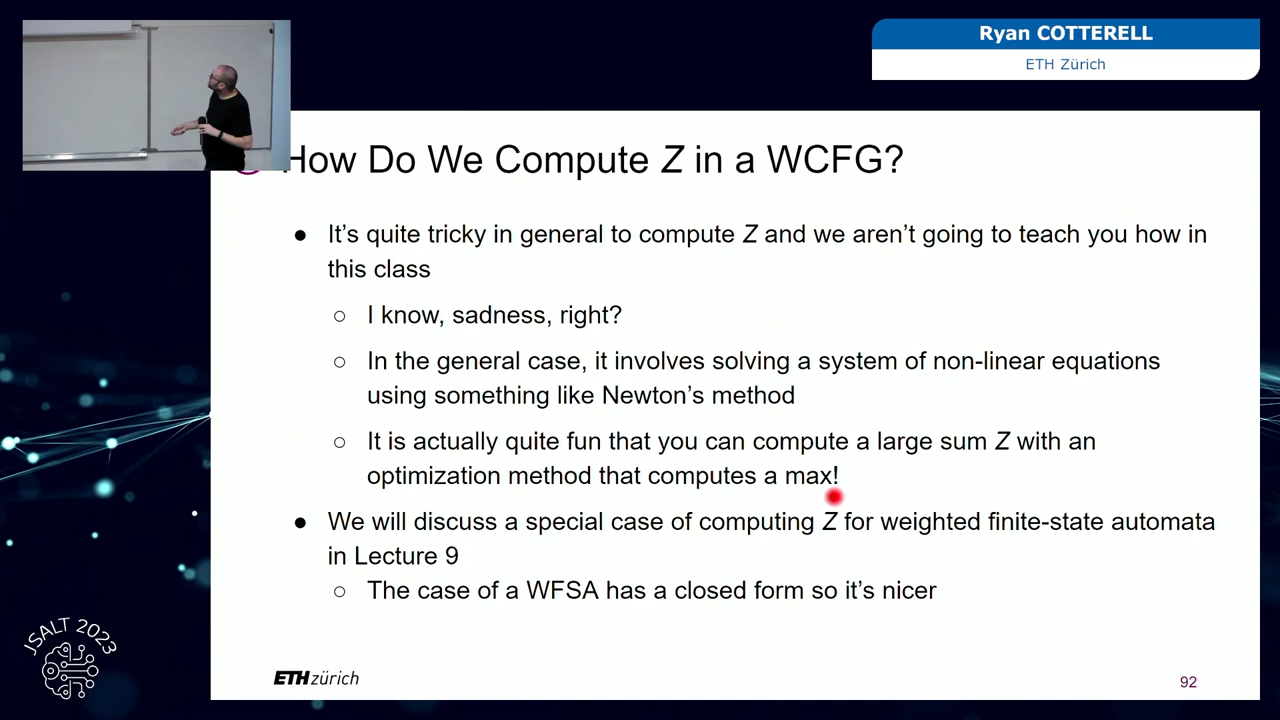 Ryan COTTERELL
ETH Zürich
How Do We Compute Z in a WCFG?
● It’s quite tricky in general to compute Z and we aren’t going to teach you how in
this class
○ I know, sadness, right?
○ In the general case, it involves solving a system of non-linear equations
using something like Newton’s method
○ It is actually quite fun that you can compute a large sum Z with an
optimization method that computes a max!
● We will discuss a special case of computing Z for weighted finite-state automata
in Lecture 9
○ The case of a WFSA has a closed form so it’s nicer
JSALT 2023
ETH zürich
92